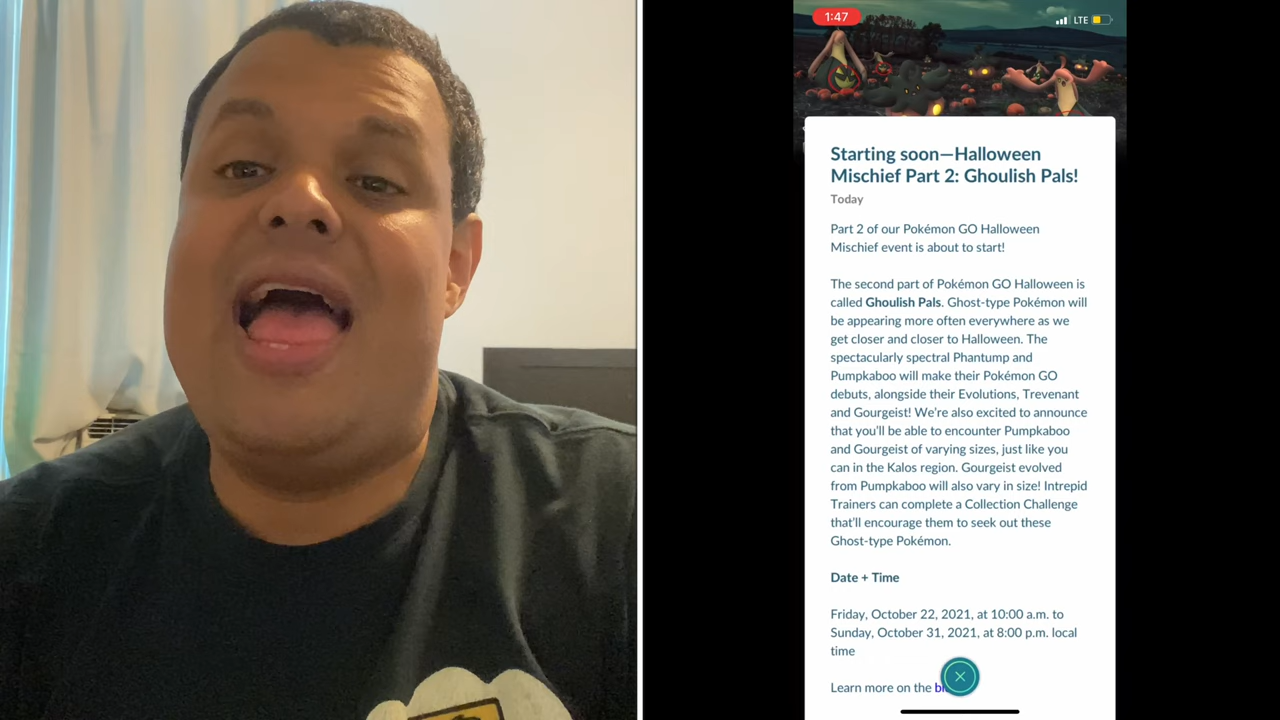 1:47
LTE
Starting soon—Halloween
Mischief Part 2: Ghoulish Pals!
Today
Part 2 of our Pokémon GO Halloween
Mischief event is about to start!
The second part of Pokémon GO Halloween is
called Ghoulish Pals. Ghost-type Pokémon will
be appearing more often everywhere as we
get closer and closer to Halloween. The
spectacularly spectral Phantump and
Pumpkaboo will make their Pokémon GO
debuts, alongside their Evolutions, Trevenant
and Gourgeist! We're also excited to announce
that you'll be able to encounter Pumpkaboo
and Gourgeist of varying sizes, just like you
can in the Kalos region. Gourgeist evolved
from Pumpkaboo will also vary in size! Intrepid
Trainers can complete a Collection Challenge
that'll encourage them to seek out these
Ghost-type Pokémon.
Date + Time
Friday, October 22, 2021, at 10:00 a.m. to
Sunday, October 31, 2021, at 8:00 p.m. local
time
Learn more on the